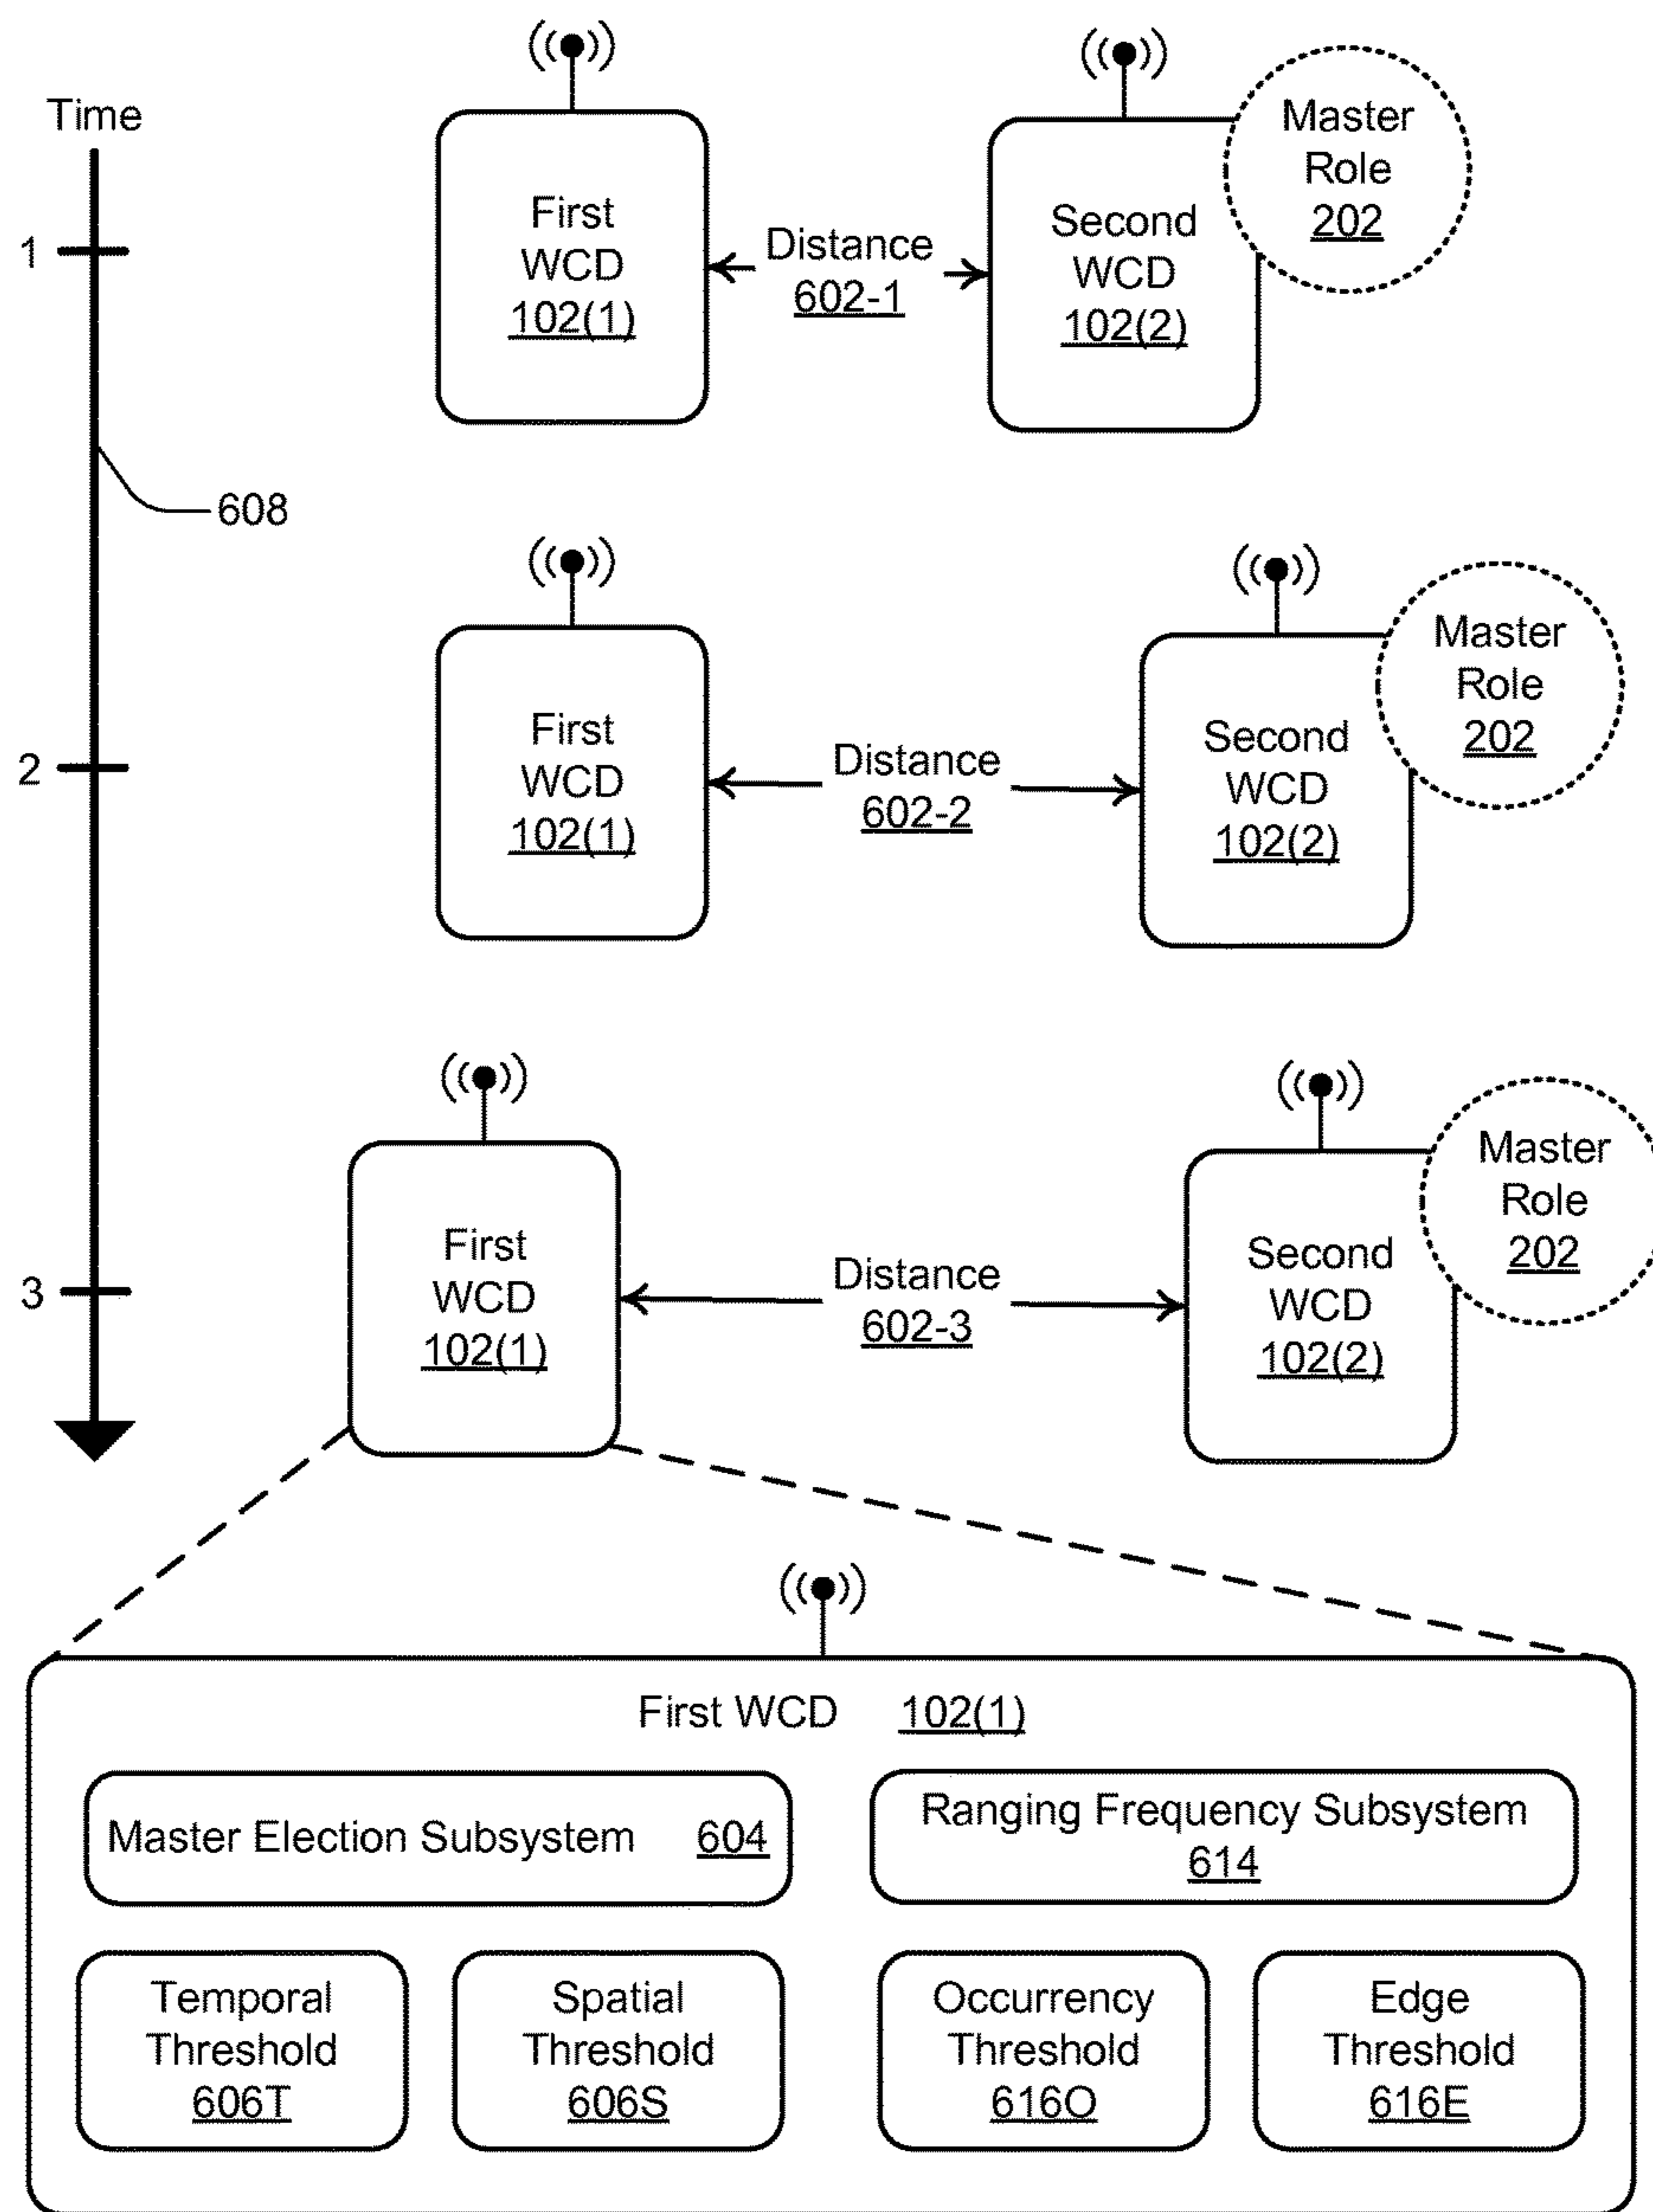 Time
1
First
WCD
102(1)
Distance
602-1
Second
WCD
102(2)
Master
Role
202
608
2
First
WCD
102(1)
Distance
602-2
Second
WCD
102(2)
Master
Role
202
3
First
WCD
102(1)
Distance
602-3
Second
WCD
102(2)
Master
Role
202
First WCD 102(1)
Master Election Subsystem 604
Ranging Frequency Subsystem
614
Temporal
Threshold
606T
Spatial
Threshold
606S
Occurrency
Threshold
616O
Edge
Threshold
616E